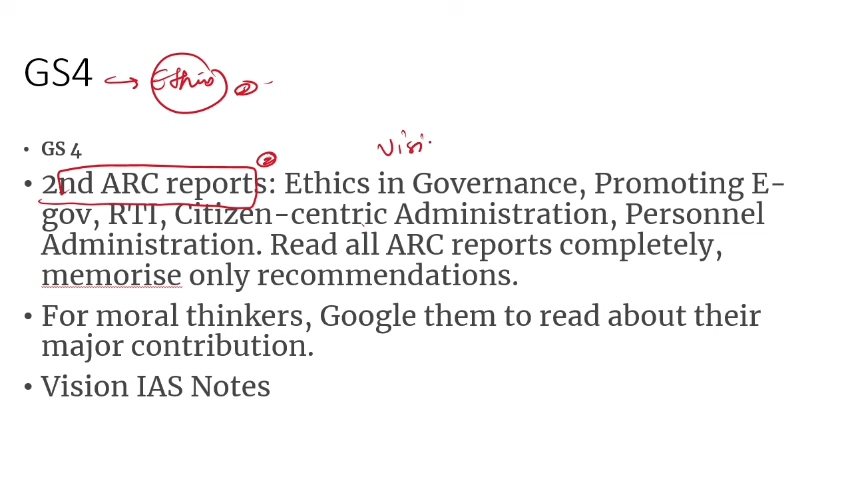 GS4 → Ethics
Visi
• GS 4
• 2nd ARC reports: Ethics in Governance, Promoting E-
gov, RTI, Citizen-centric Administration, Personnel
Administration. Read all ARC reports completely,
memorise only recommendations.
• For moral thinkers, Google them to read about their
major contribution.
• Vision IAS Notes